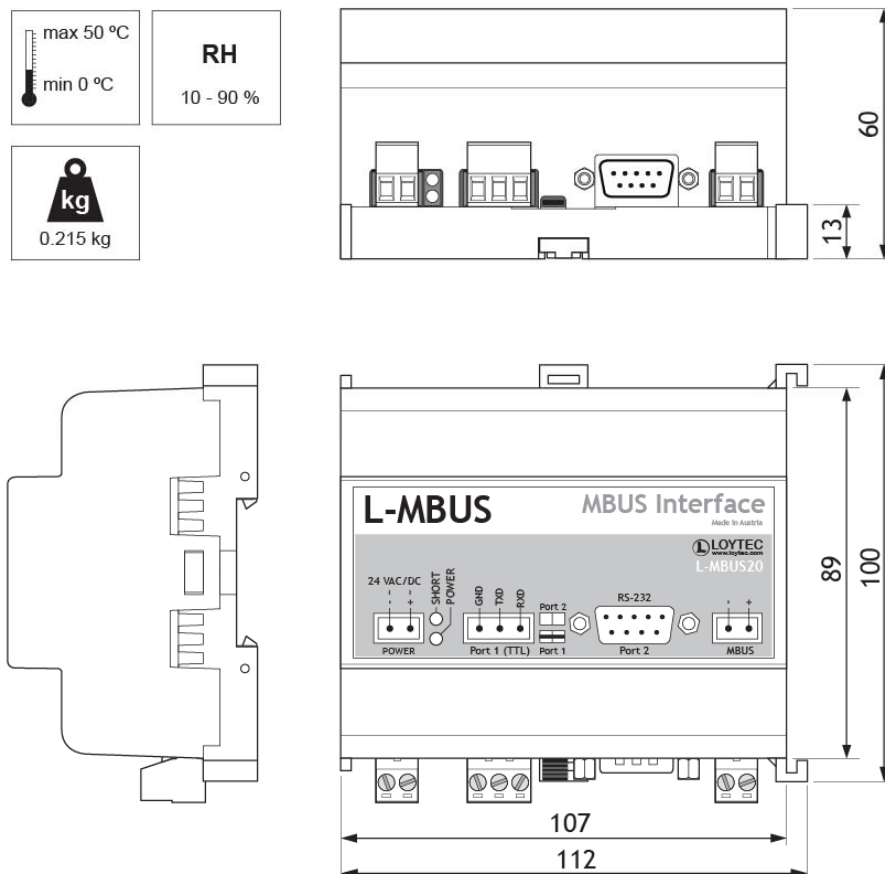 max 50 ºC
min 0 ºC
RH
10 - 90 %
kg
0.215 kg
60
13
L-MBUS
MBUS Interface
Made in Austria
LOYTEC
www.loytec.com
L-MBUS20
24 VAC/DC
- +
POWER
SHORT
POWER
GND
TXD
RXD
Port 1 (TTL)
Port 2
Port 1
RS-232
Port 2
- +
MBUS
89
100
107
112